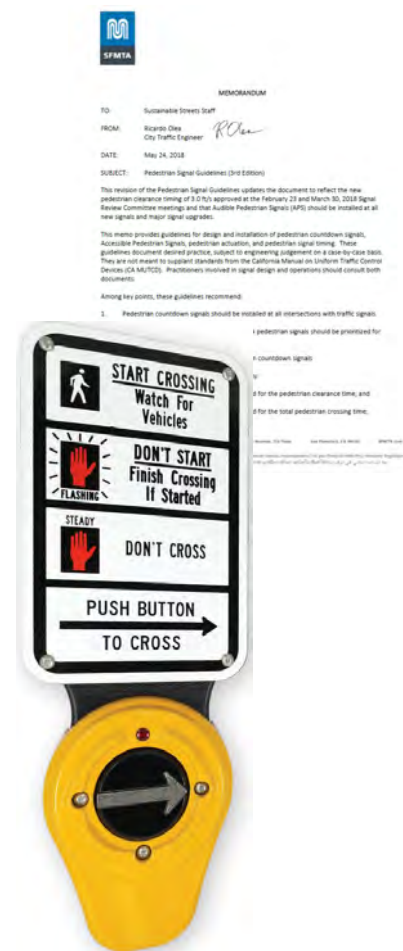 SFMTA
MEMORANDUM
TO: Sustainable Streets Staff
FROM: Ricardo Olea
City Traffic Engineer
R Olea
DATE: May 24, 2018
SUBJECT: Pedestrian Signal Guidelines (3rd Edition)
This revision of the Pedestrian Signal Guidelines updates the document to reflect the new
pedestrian clearance timing of 3.0 ft/s approved at the February 23 and March 30, 2018 Signal
Review Committee meetings and that Audible Pedestrian Signals (APS) should be installed at all
new signals and major signal upgrades.
This memo provides guidelines for design and installation of pedestrian countdown signals,
Accessible Pedestrian Signals, pedestrian actuation, and pedestrian signal timing. These
guidelines document desired practice, subject to engineering judgement on a case-by-case basis.
They are not meant to supplant standards from the California Manual on Uniform Traffic Control
Devices (CA MUTCD). Practitioners involved in signal design and operations should consult both
documents.
Among key points, these guidelines recommend:
1. Pedestrian countdown signals should be installed at all intersections with traffic signals
pedestrian signals should be prioritized for
countdown signals
d for the pedestrian clearance time, and
d for the total pedestrian crossing time.
START CROSSING
Watch For
Vehicles
DON'T START
Finish Crossing
If Started
FLASHING
STEADY
DON'T CROSS
PUSH BUTTON
TO CROSS